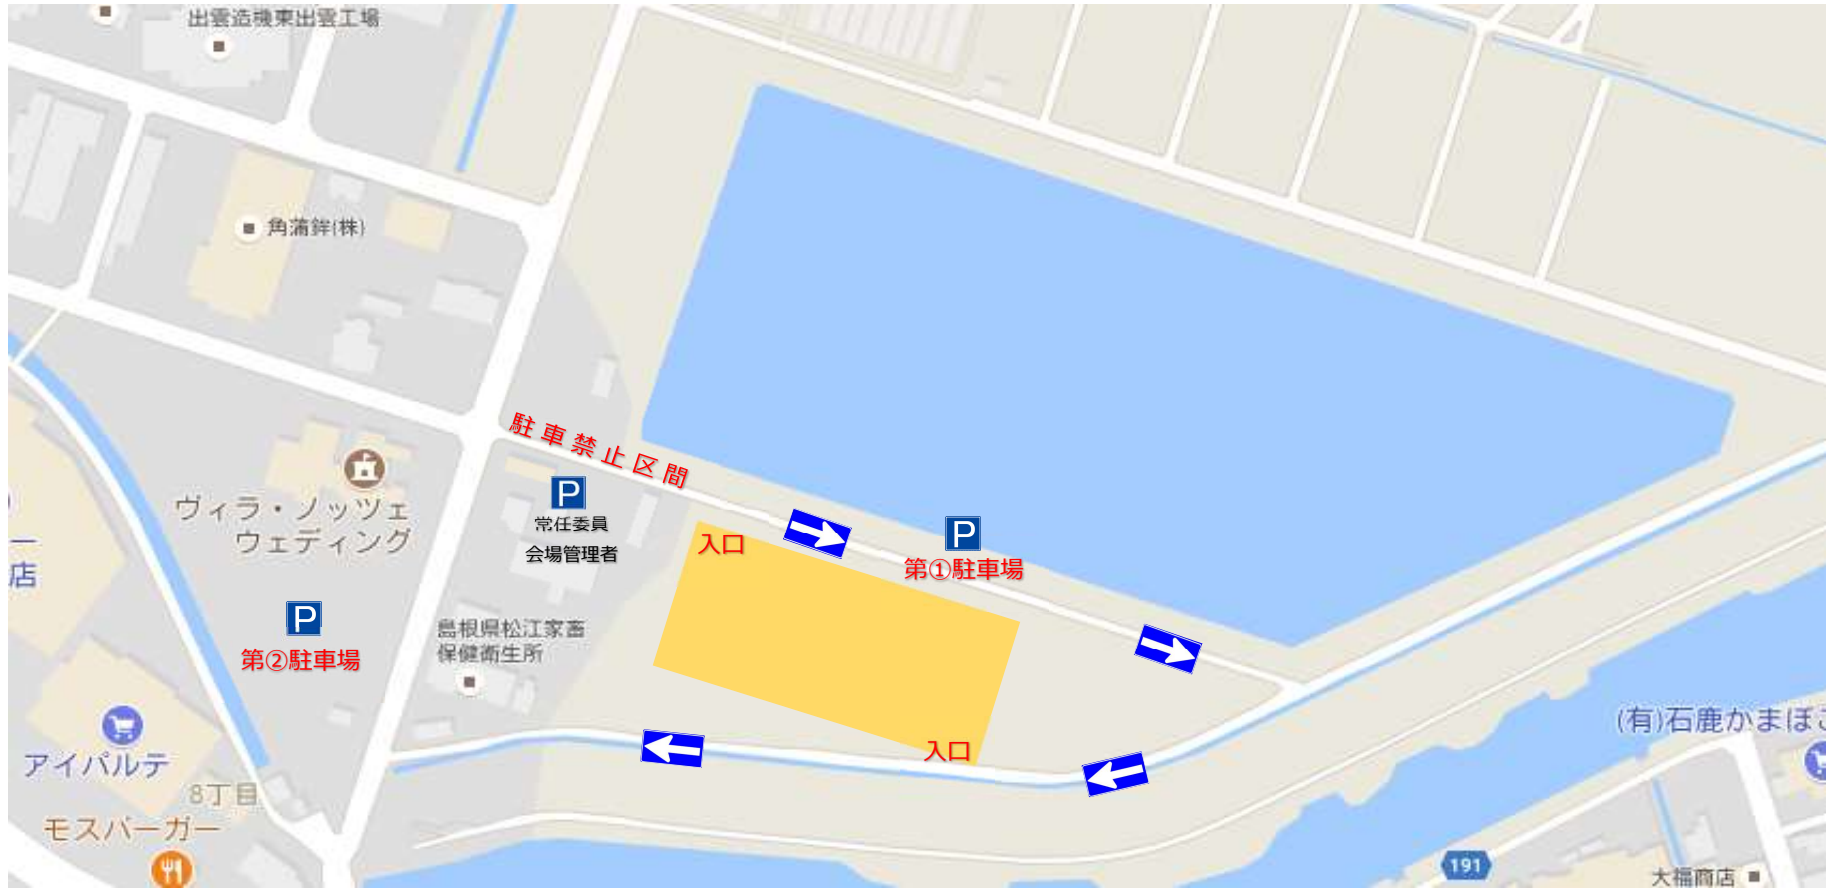 出雲造機東出雲工場
角蒲鉾(株)
駐車禁止区間
ヴィラ・ノッツェ
ウェディング
P
常任委員
会場管理者
入口
P
第①駐車場
ー
店
P
第②駐車場
島根県松江家畜
保健衛生所
(有)石鹿かまぼこ
入口
アイパルテ
8丁目
モスバーガー
191
大福商店